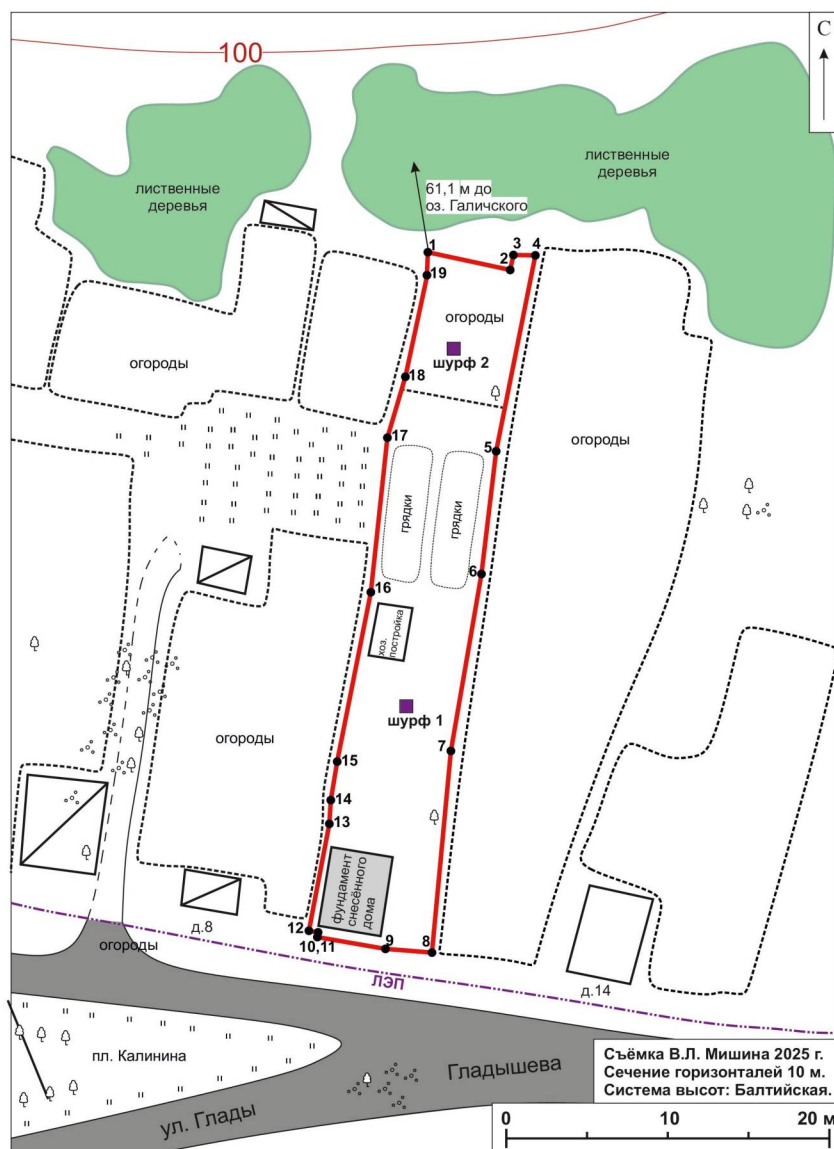 100
С
лиственные
деревья
лиственные
деревья
61,1 м до
оз. Галичского
1
2
3
4
19
огороды
шурф 2
огороды
18
17
5
огороды
грядки
грядки
6
16
хоз.
постройка
шурф 1
огороды
7
15
14
13
фундамент
снесённого
дома
12
10,11
9
8
д.8
огороды
ЛЭП
д.14
пл. Калинина
Гладышева
ул. Глады
Съёмка В.Л. Мишина 2025 г.
Сечение горизонталей 10 м.
Система высот: Балтийская.
0 10 20 м